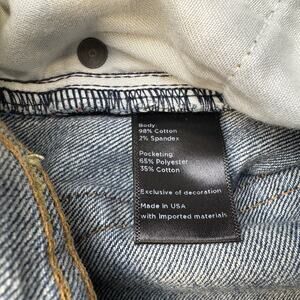 Body:
98% Cotton
2% Spandex
Pocketing:
65% Polyester
35% Cotton
Exclusive of decoration
Made in USA
with imported materials